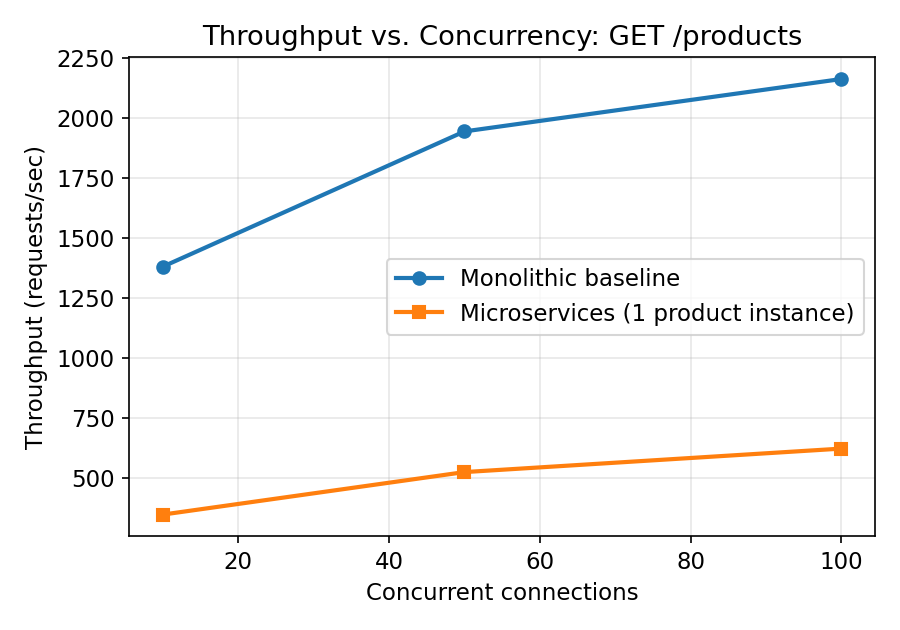 Throughput vs. Concurrency: GET /products
Throughput (requests/sec)
2250
2000
1750
1500
1250
1000
750
500
Monolithic baseline
Microservices (1 product instance)
20 40 60 80 100
Concurrent connections